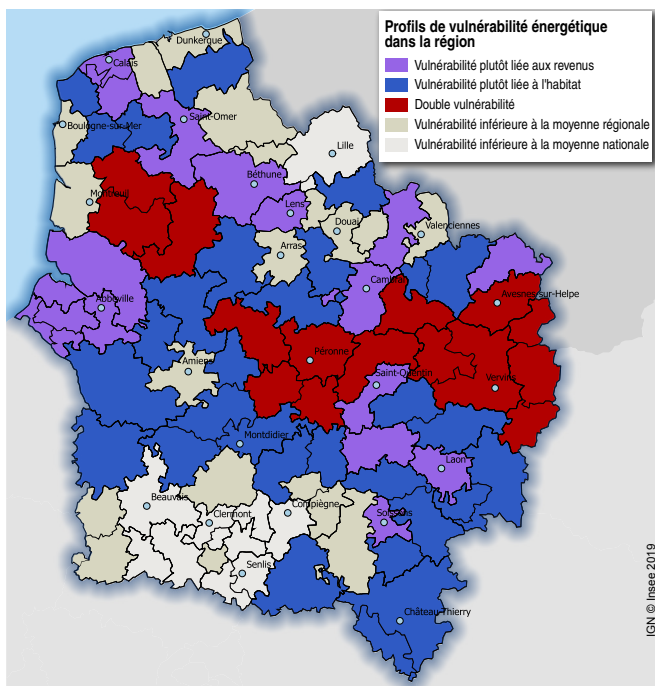 Profils de vulnérabilité énergétique
dans la région
Vulnérabilité plutôt liée aux revenus
Vulnérabilité plutôt liée à l'habitat
Double vulnérabilité
Vulnérabilité inférieure à la moyenne régionale
Vulnérabilité inférieure à la moyenne nationale
Dunkerque
Calais
Saint-Omer
Boulogne-sur-Mer
Lille
Béthune
Montreuil
Lens
Douai
Valenciennes
Arras
Cambrai
Avesnes-sur-Helpe
Abbeville
Péronne
Amiens
Saint-Quentin
Vervins
Montdidier
Laon
Beauvais
Compiègne
Clermont
Soissons
Senlis
Château-Thierry
IGN © Insee 2019